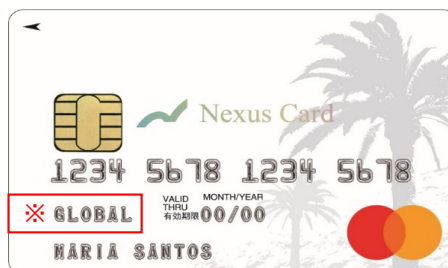 Nexus Card
1234 5678 1234 5678
※ GLOBAL
VALID THRU
有効期限
MONTH/YEAR
00/00
MARIA SANTOS